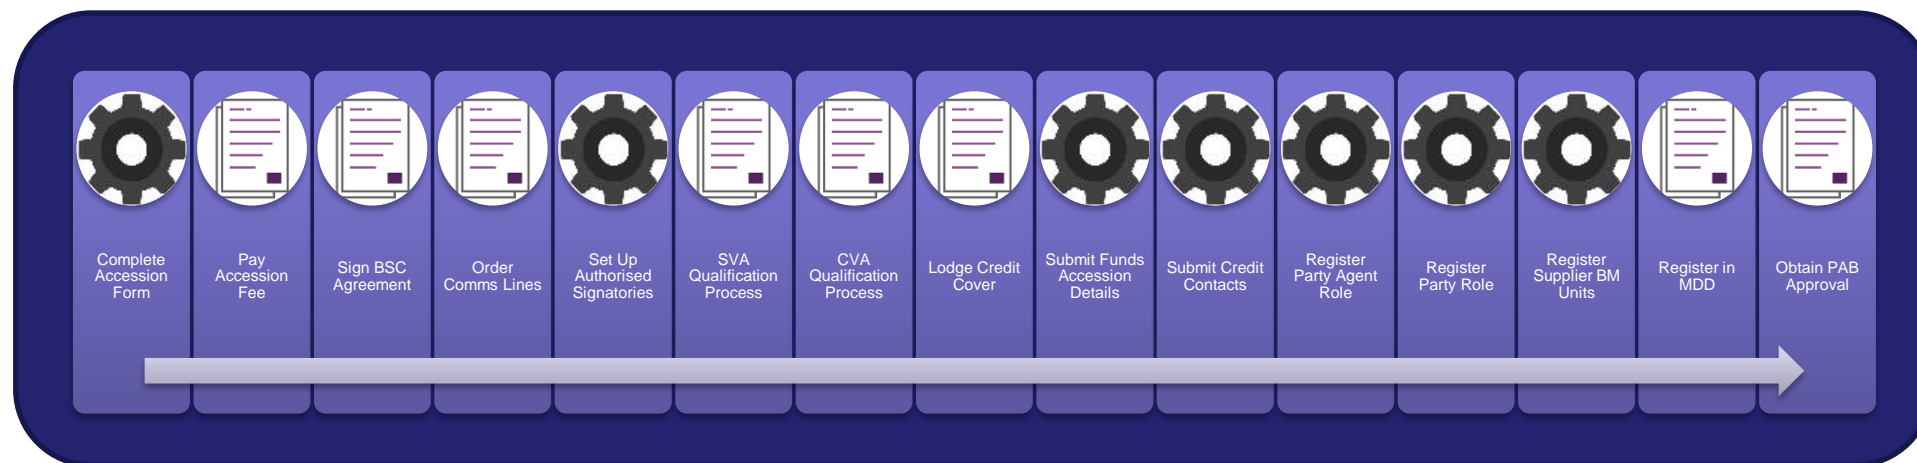 Complete
Accession
Form
Pay
Accession
Fee
Sign BSC
Agreement
Order
Comms Lines
Set Up
Authorised
Signatories
SVA
Qualification
Process
CVA
Qualification
Process
Lodge Credit
Cover
Submit Funds
Accession
Details
Submit Credit
Contacts
Register
Party Agent
Role
Register
Party Role
Register
Supplier BM
Units
Register in
MDD
Obtain PAB
Approval